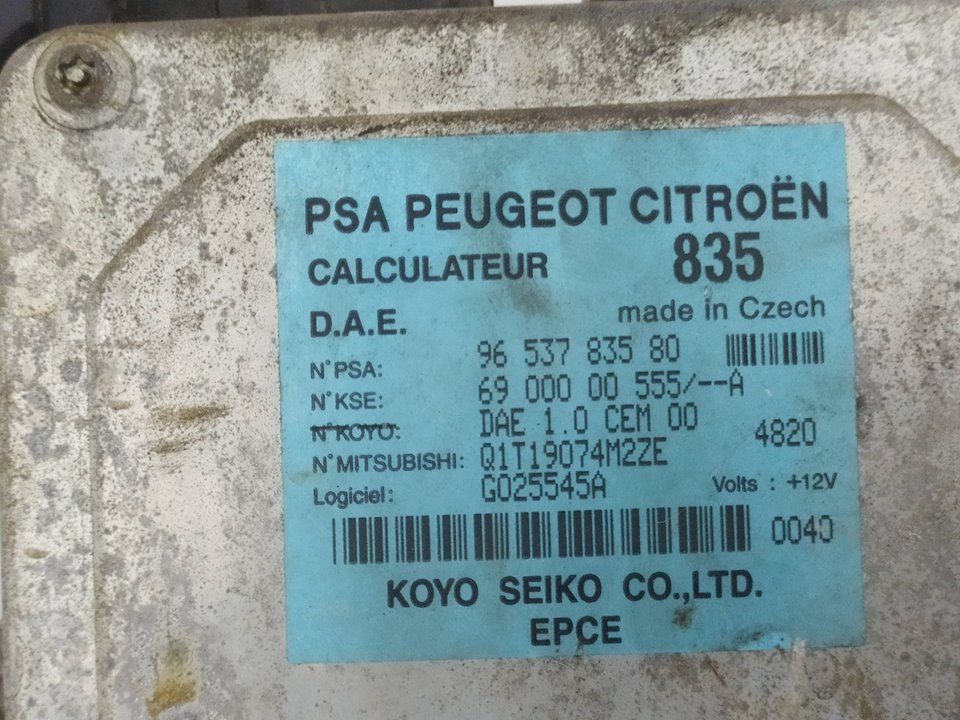 PSA PEUGEOT CITROËN
CALCULATEUR 835
D.A.E. made in Czech
N°PSA: 96 537 835 80
N°KSE: 69 000 00 555/--A
N°KOYO: DAE 1.0 CEM 00
N°MITSUBISHI: Q1T19074M2ZE 4820
Logiciel: G025545A Volts : +12V
0040
KOYO SEIKO CO.,LTD.
EPCE